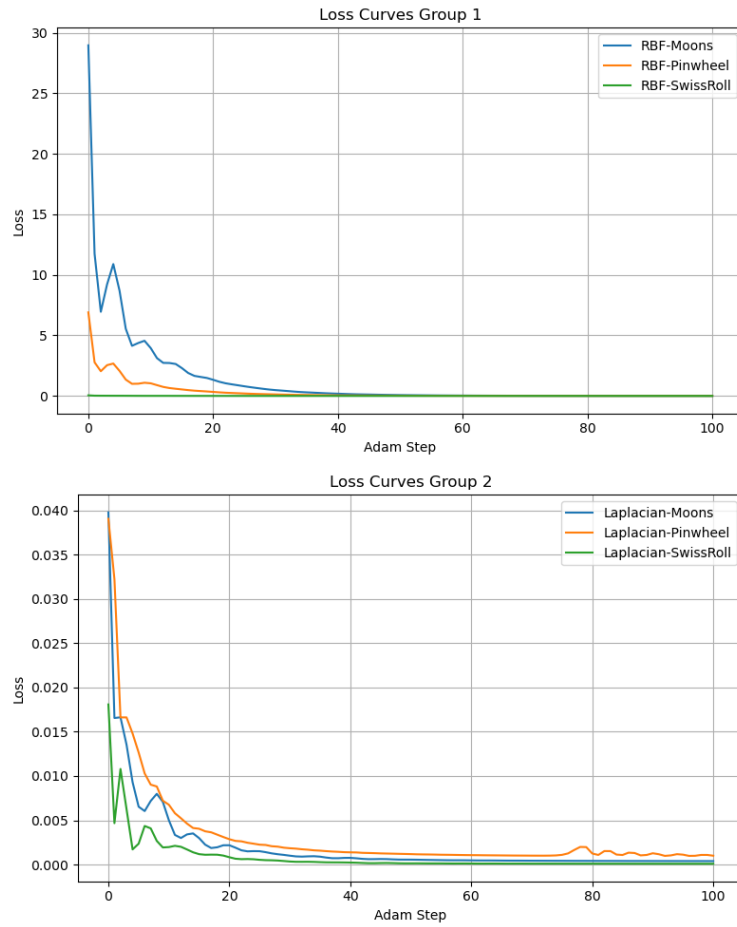 Loss Curves Group 1
30
25
20
15
10
5
0
Loss
RBF-Moons
RBF-Pinwheel
RBF-SwissRoll
0 20 40 60 80 100
Adam Step
Loss Curves Group 2
0.040
0.035
0.030
0.025
0.020
0.015
0.010
0.005
0.000
Loss
Laplacian-Moons
Laplacian-Pinwheel
Laplacian-SwissRoll
0 20 40 60 80 100
Adam Step